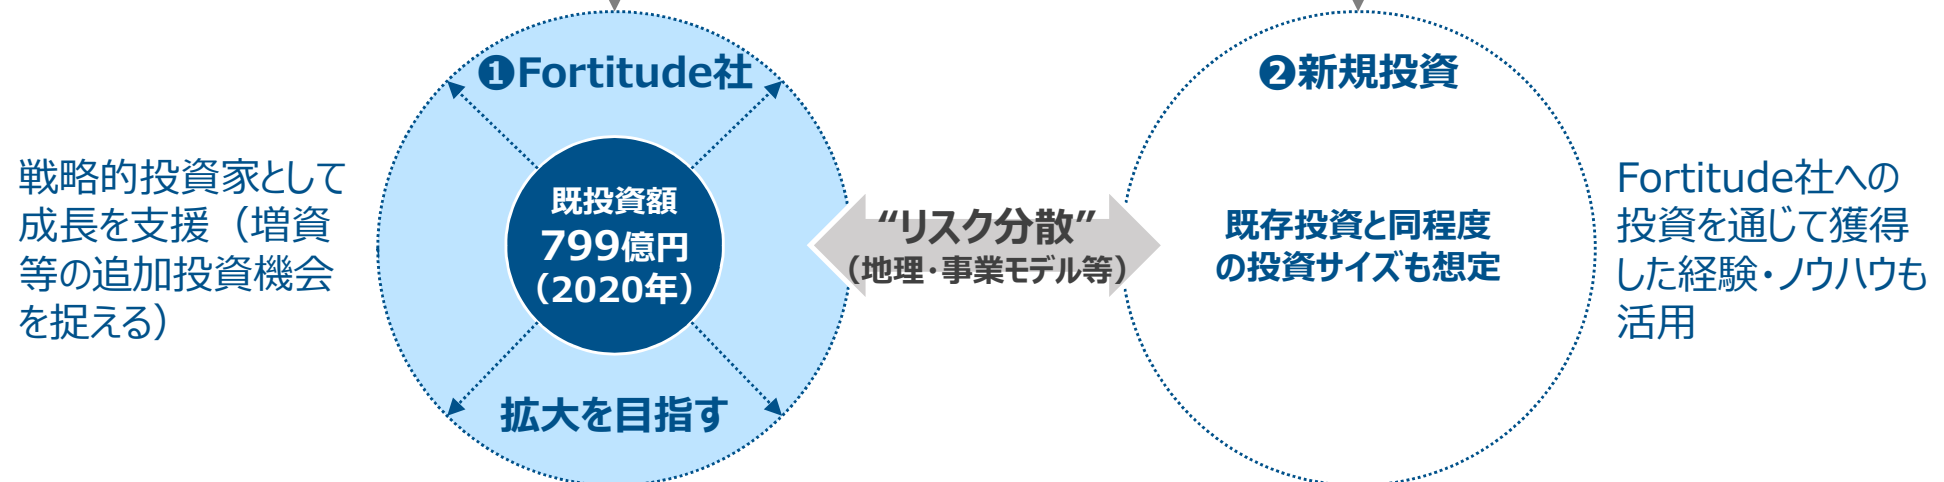 戦略的投資家として
成長を支援（増資
等の追加投資機会
を捉える）
❶Fortitude社
既投資額
799億円
（2020年）
拡大を目指す
“リスク分散”
（地理・事業モデル等）
❷新規投資
既存投資と同程度
の投資サイズも想定
Fortitude社への
投資を通じて獲得
した経験・ノウハウも
活用